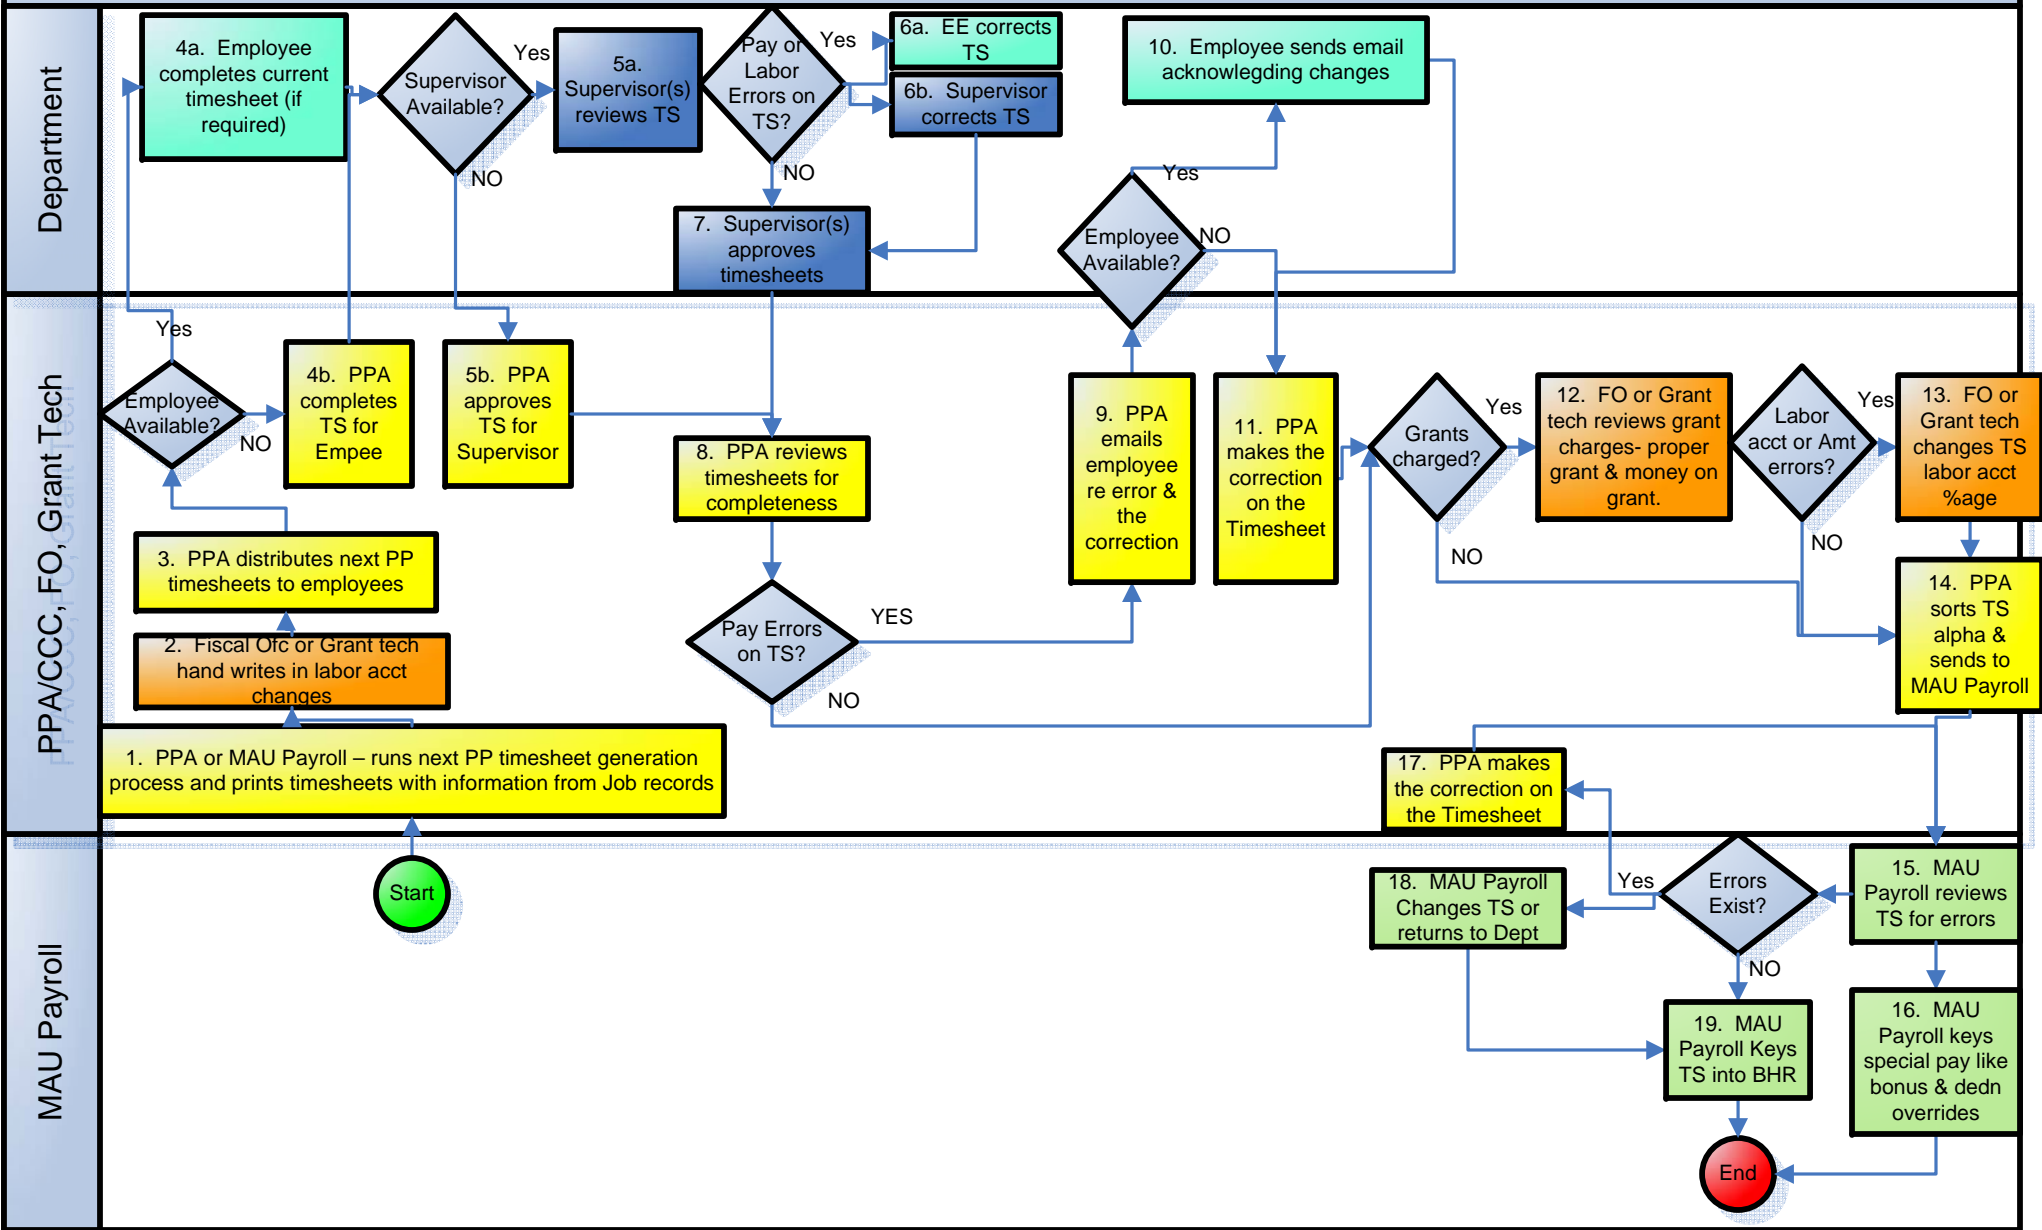 Department
4a. Employee
completes current
timesheet (if
required)
Supervisor
Available?
Yes
NO
5a.
Supervisor(s)
reviews TS
Pay or
Labor
Errors on
TS?
Yes
NO
6a. EE corrects
TS
6b. Supervisor
corrects TS
7. Supervisor(s)
approves
timesheets
10. Employee sends email
acknowlegding changes
Yes
Employee
Available?
NO
PPA/CCC, FO, Grant Tech
Yes
Employee
Available?
NO
4b. PPA
completes
TS for
Empee
5b. PPA
approves
TS for
Supervisor
3. PPA distributes next PP
timesheets to employees
2. Fiscal Ofc or Grant tech
hand writes in labor acct
changes
1. PPA or MAU Payroll – runs next PP timesheet generation
process and prints timesheets with information from Job records
8. PPA reviews
timesheets for
completeness
Pay Errors
on TS?
YES
NO
9. PPA
emails
employee
re error &
the
correction
11. PPA
makes the
correction
on the
Timesheet
Grants
charged?
Yes
NO
12. FO or Grant
tech reviews grant
charges- proper
grant & money on
grant.
Labor
acct or Amt
errors?
Yes
NO
13. FO or
Grant tech
changes TS
labor acct
%age
14. PPA
sorts TS
alpha &
sends to
MAU Payroll
17. PPA makes
the correction on
the Timesheet
MAU Payroll
Start
18. MAU Payroll
Changes TS or
returns to Dept
Yes
Errors
Exist?
NO
15. MAU
Payroll reviews
TS for errors
19. MAU
Payroll Keys
TS into BHR
16. MAU
Payroll keys
special pay like
bonus & dedn
overrides
End